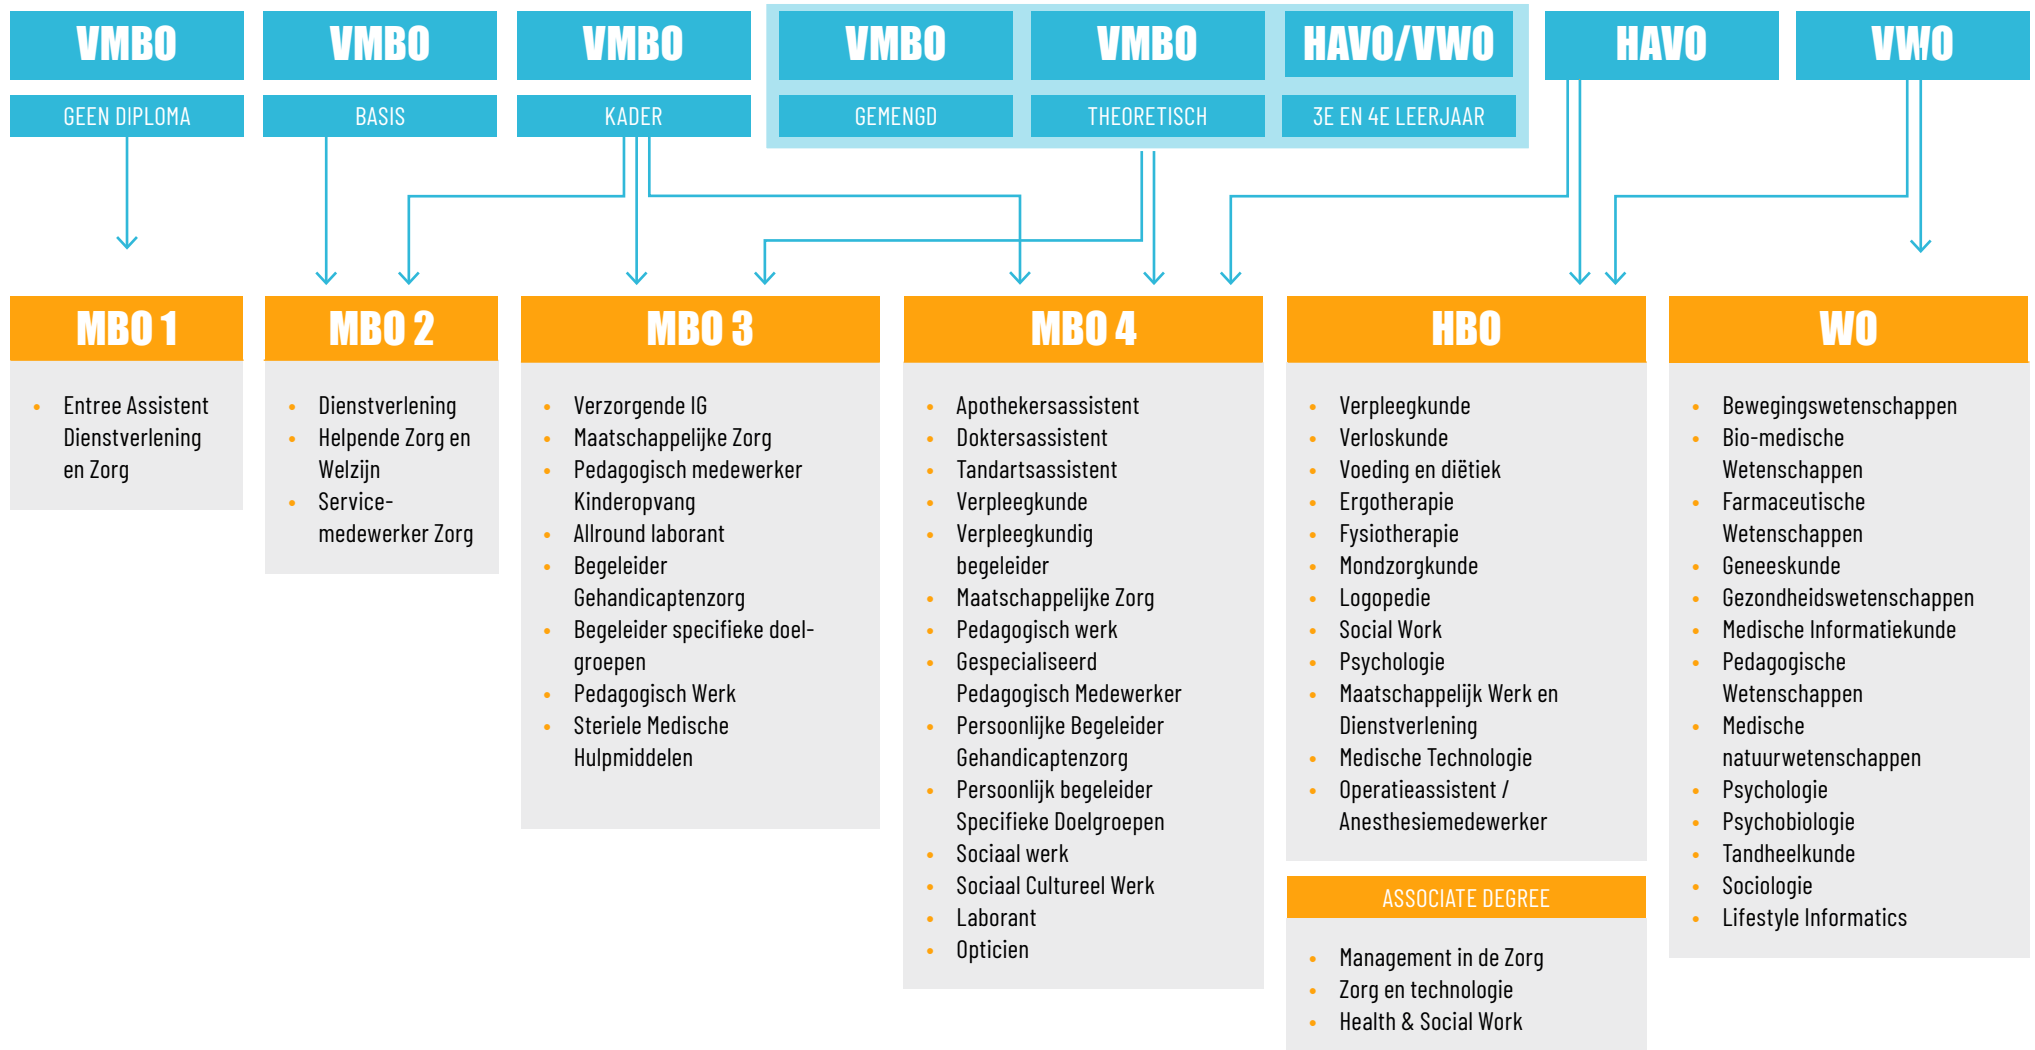 VMBO
GEEN DIPLOMA
VMBO
BASIS
VMBO
KADER
VMBO
GEMENGD
VMBO
THEORETISCH
HAVO/VWO
3E EN 4E LEERJAAR
HAVO
VWO
MBO 1
• Entree Assistent
Dienstverlening
en Zorg
MBO 2
• Dienstverlening
• Helpende Zorg en
Welzijn
• Service-
medewerker Zorg
MBO 3
• Verzorgende IG
• Maatschappelijke Zorg
• Pedagogisch medewerker
Kinderopvang
• Allround laborant
• Begeleider
Gehandicaptenzorg
• Begeleider specifieke doel-
groepen
• Pedagogisch Werk
• Steriele Medische
Hulpmiddelen
MBO 4
• Apothekersassistent
• Doktersassistent
• Tandartsassistent
• Verpleegkunde
• Verpleegkundig
begeleider
• Maatschappelijke Zorg
• Pedagogisch werk
• Gespecialiseerd
Pedagogisch Medewerker
• Persoonlijke Begeleider
Gehandicaptenzorg
• Persoonlijk begeleider
Specifieke Doelgroepen
• Sociaal werk
• Sociaal Cultureel Werk
• Laborant
• Opticien
HBO
• Verpleegkunde
• Verloskunde
• Voeding en diëtiek
• Ergotherapie
• Fysiotherapie
• Mondzorgkunde
• Logopedie
• Social Work
• Psychologie
• Maatschappelijk Werk en
Dienstverlening
• Medische Technologie
• Operatieassistent /
Anesthesiemedewerker
ASSOCIATE DEGREE
• Management in de Zorg
• Zorg en technologie
• Health & Social Work
WO
• Bewegingswetenschappen
• Bio-medische
Wetenschappen
• Farmaceutische
Wetenschappen
• Geneeskunde
• Gezondheidswetenschappen
• Medische Informatiekunde
• Pedagogische
Wetenschappen
• Medische
natuurwetenschappen
• Psychologie
• Psychobiologie
• Tandheelkunde
• Sociologie
• Lifestyle Informatics